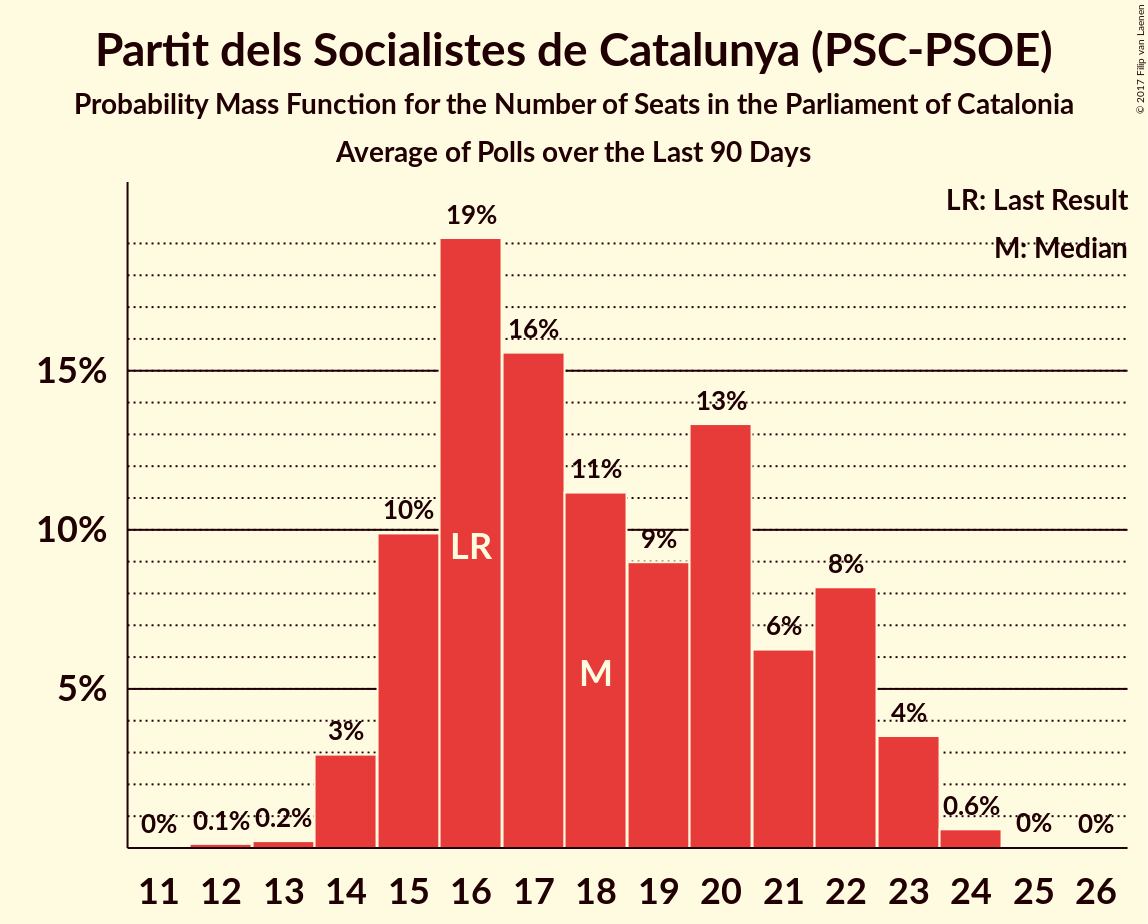 Partit dels Socialistes de Catalunya (PSC-PSOE)
Probability Mass Function for the Number of Seats in the Parliament of Catalonia
Average of Polls over the Last 90 Days
© 2017 Filip van Laenen
LR: Last Result
M: Median
15%
10%
5%
0%
0.1%
0.2%
3%
10%
19%
16%
11%
9%
13%
6%
8%
4%
0.6%
0%
0%
LR
M
11 12 13 14 15 16 17 18 19 20 21 22 23 24 25 26